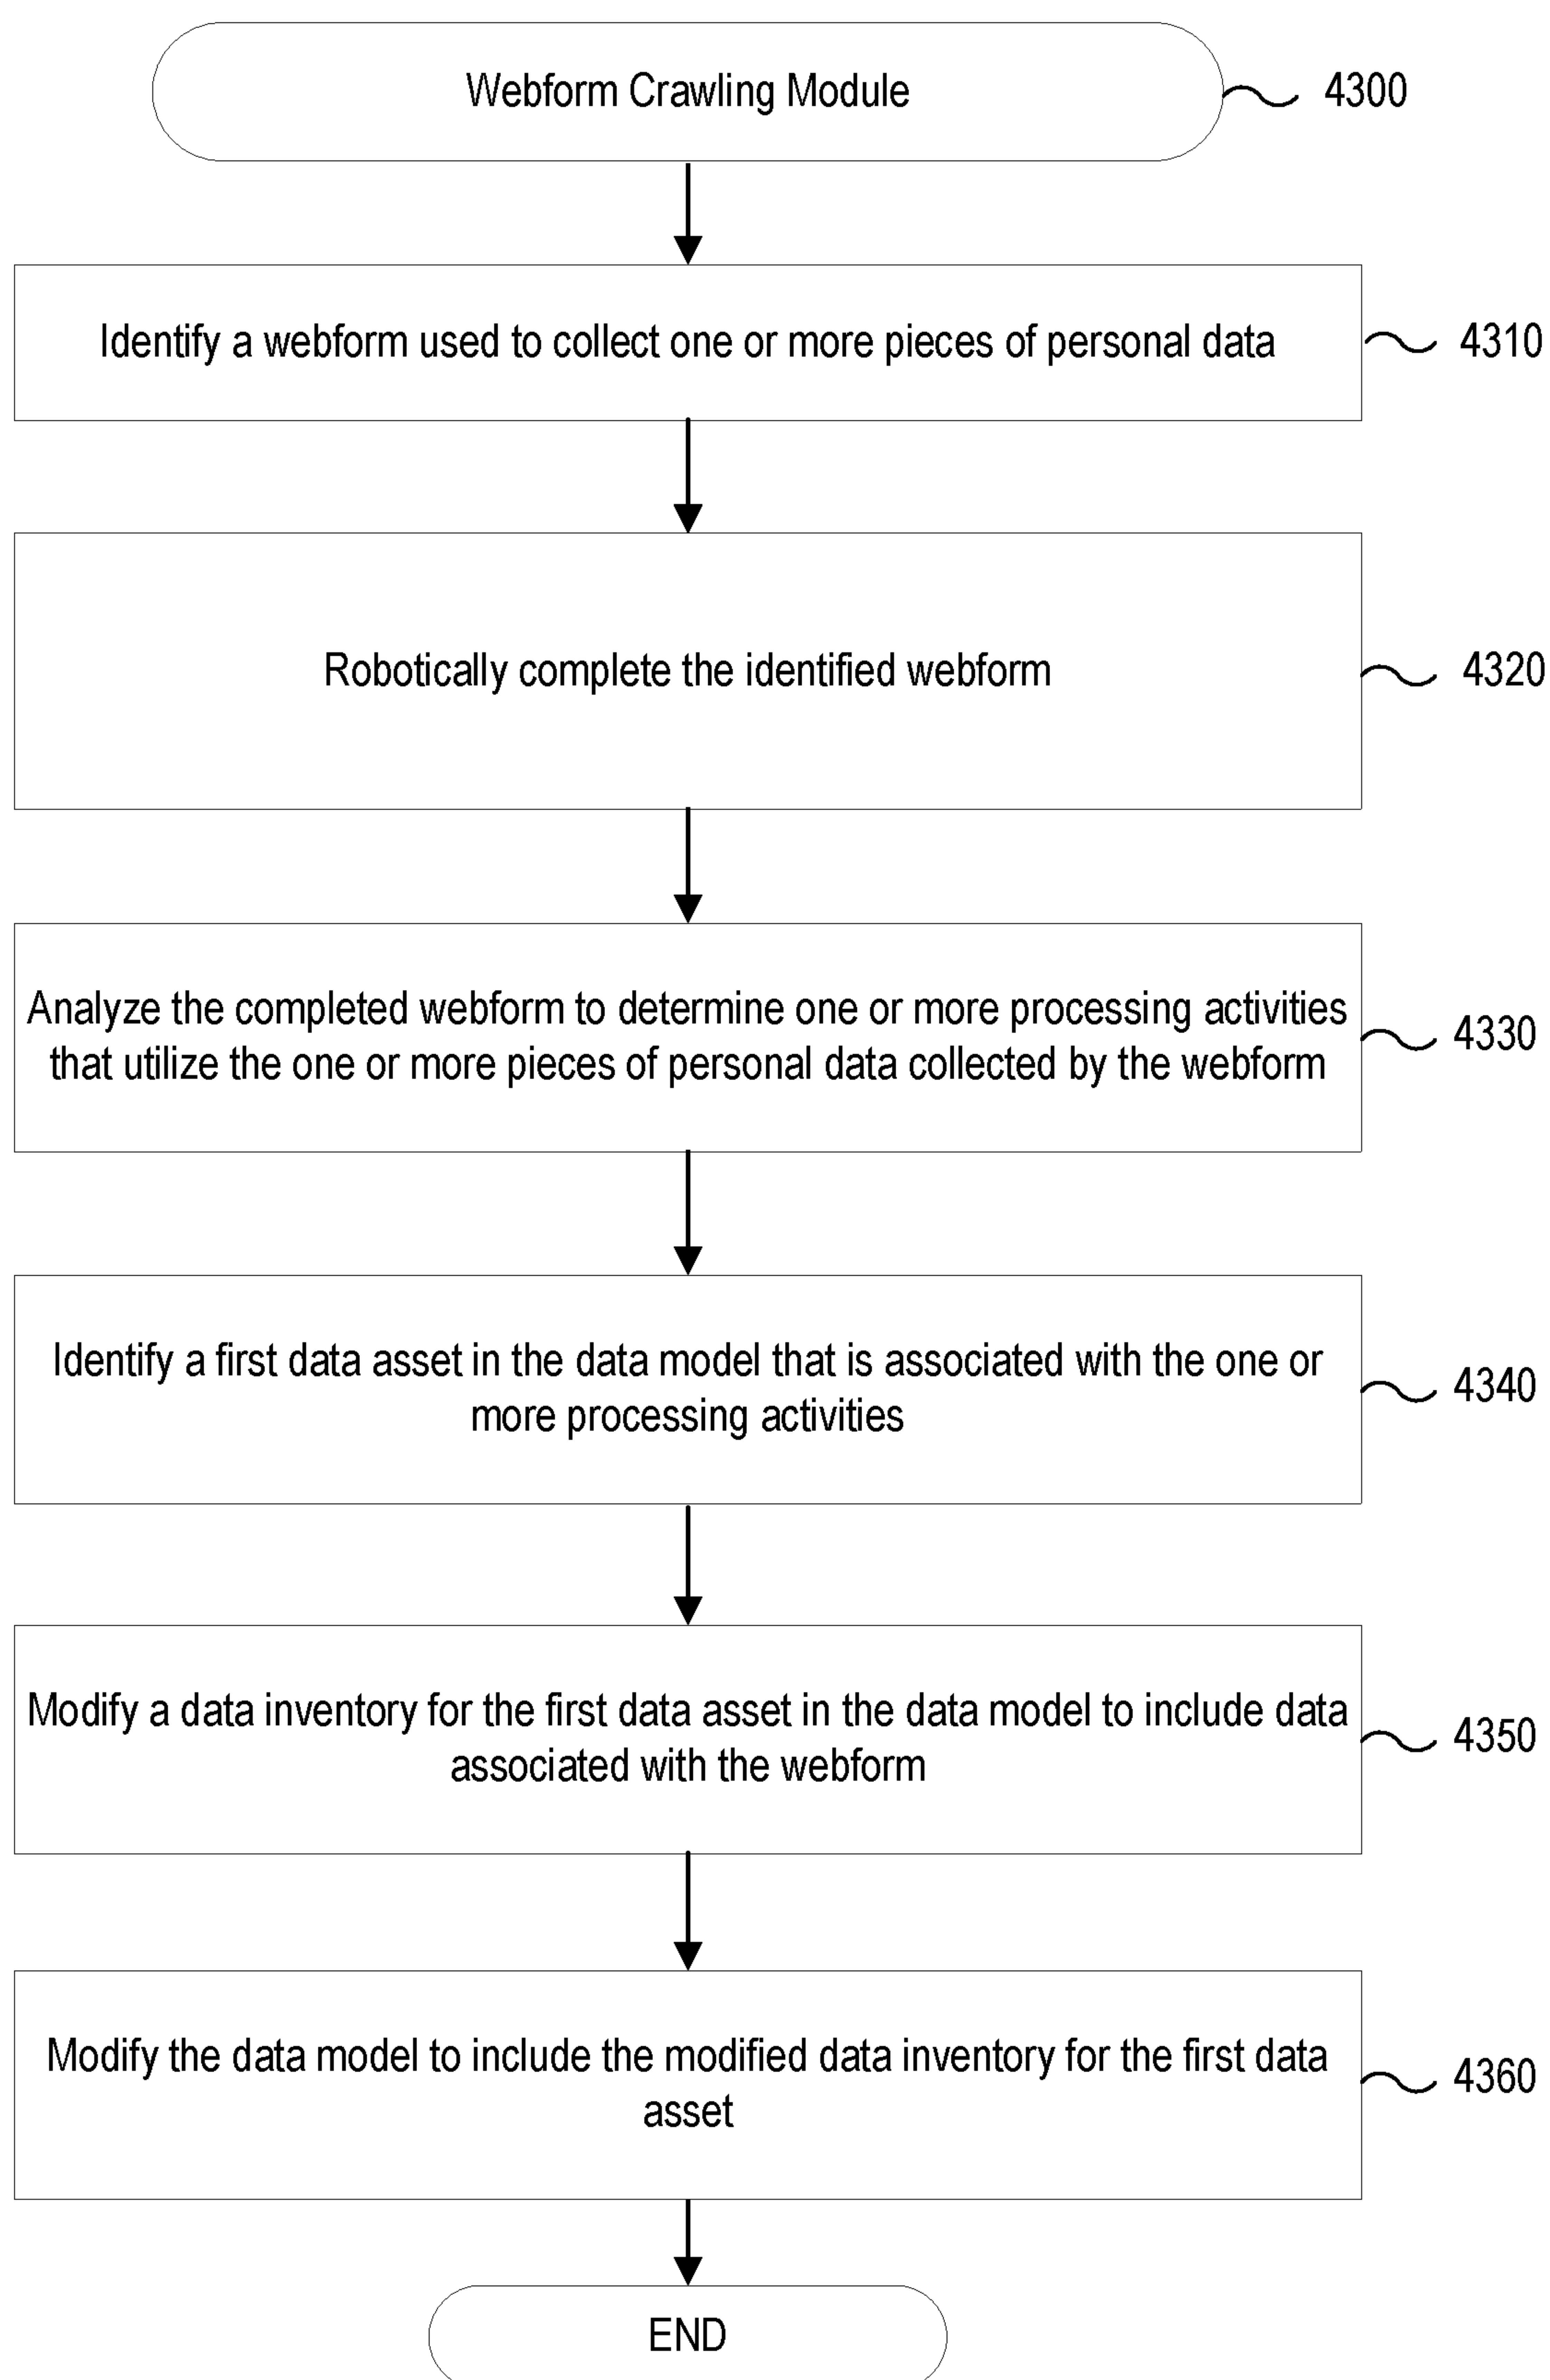 Webform Crawling Module
4300
Identify a webform used to collect one or more pieces of personal data
4310
Robotically complete the identified webform
4320
Analyze the completed webform to determine one or more processing activities
that utilize the one or more pieces of personal data collected by the webform
4330
Identify a first data asset in the data model that is associated with the one or
more processing activities
4340
Modify a data inventory for the first data asset in the data model to include data
associated with the webform
4350
Modify the data model to include the modified data inventory for the first data
asset
4360
END